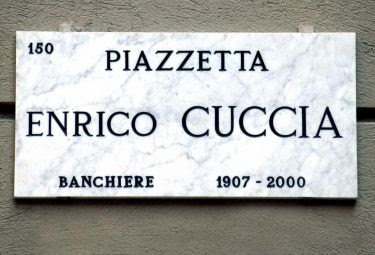 150
PIAZZETTA
ENRICO CUCCIA
BANCHIERE 1907 - 2000